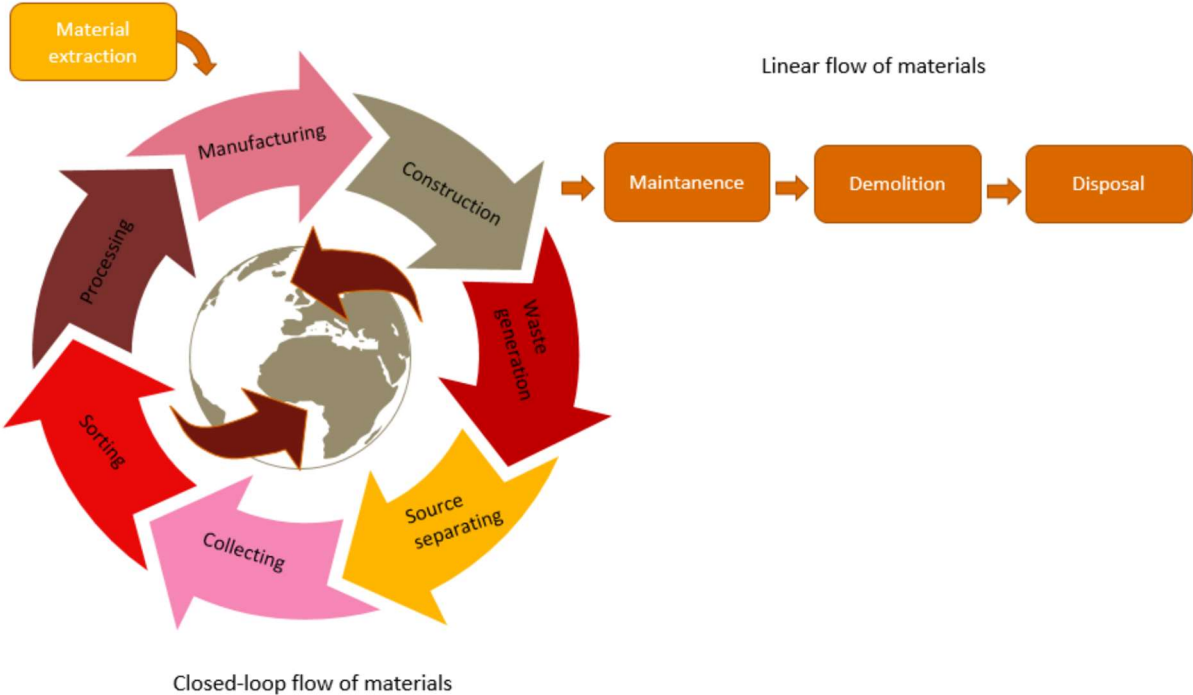 Material
extraction
Linear flow of materials
Manufacturing
Construction
Maintanence
Demolition
Disposal
Processing
Waste
generation
Sorting
Source
separating
Collecting
Closed-loop flow of materials